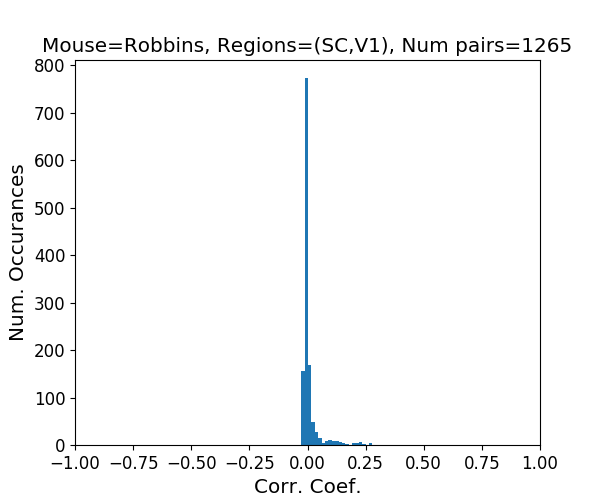 Mouse=Robbins, Regions=(SC,V1), Num pairs=1265
800
700
600
500
400
300
200
100
0
Num. Occurances
−1.00 −0.75 −0.50 −0.25 0.00 0.25 0.50 0.75 1.00
Corr. Coef.